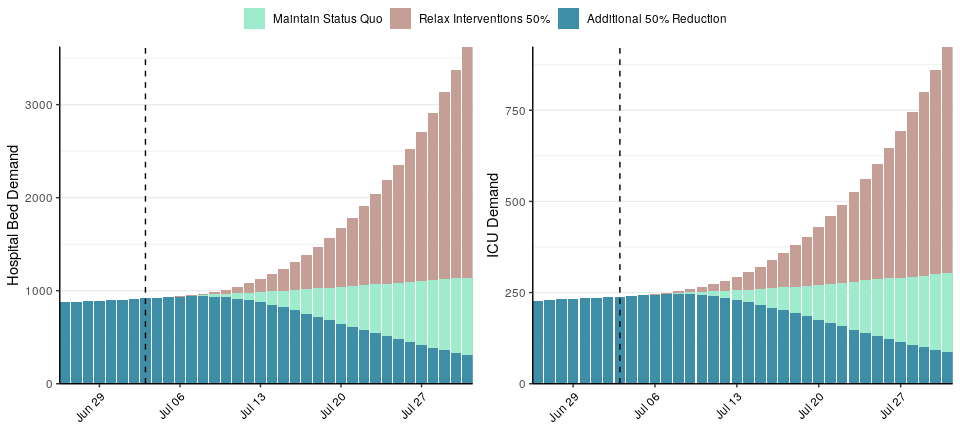 Maintain Status Quo Relax Interventions 50% Additional 50% Reduction
Hospital Bed Demand
3000
2000
1000
0
Jun 29 Jul 06 Jul 13 Jul 20 Jul 27
ICU Demand
750
500
250
0
Jun 29 Jul 06 Jul 13 Jul 20 Jul 27